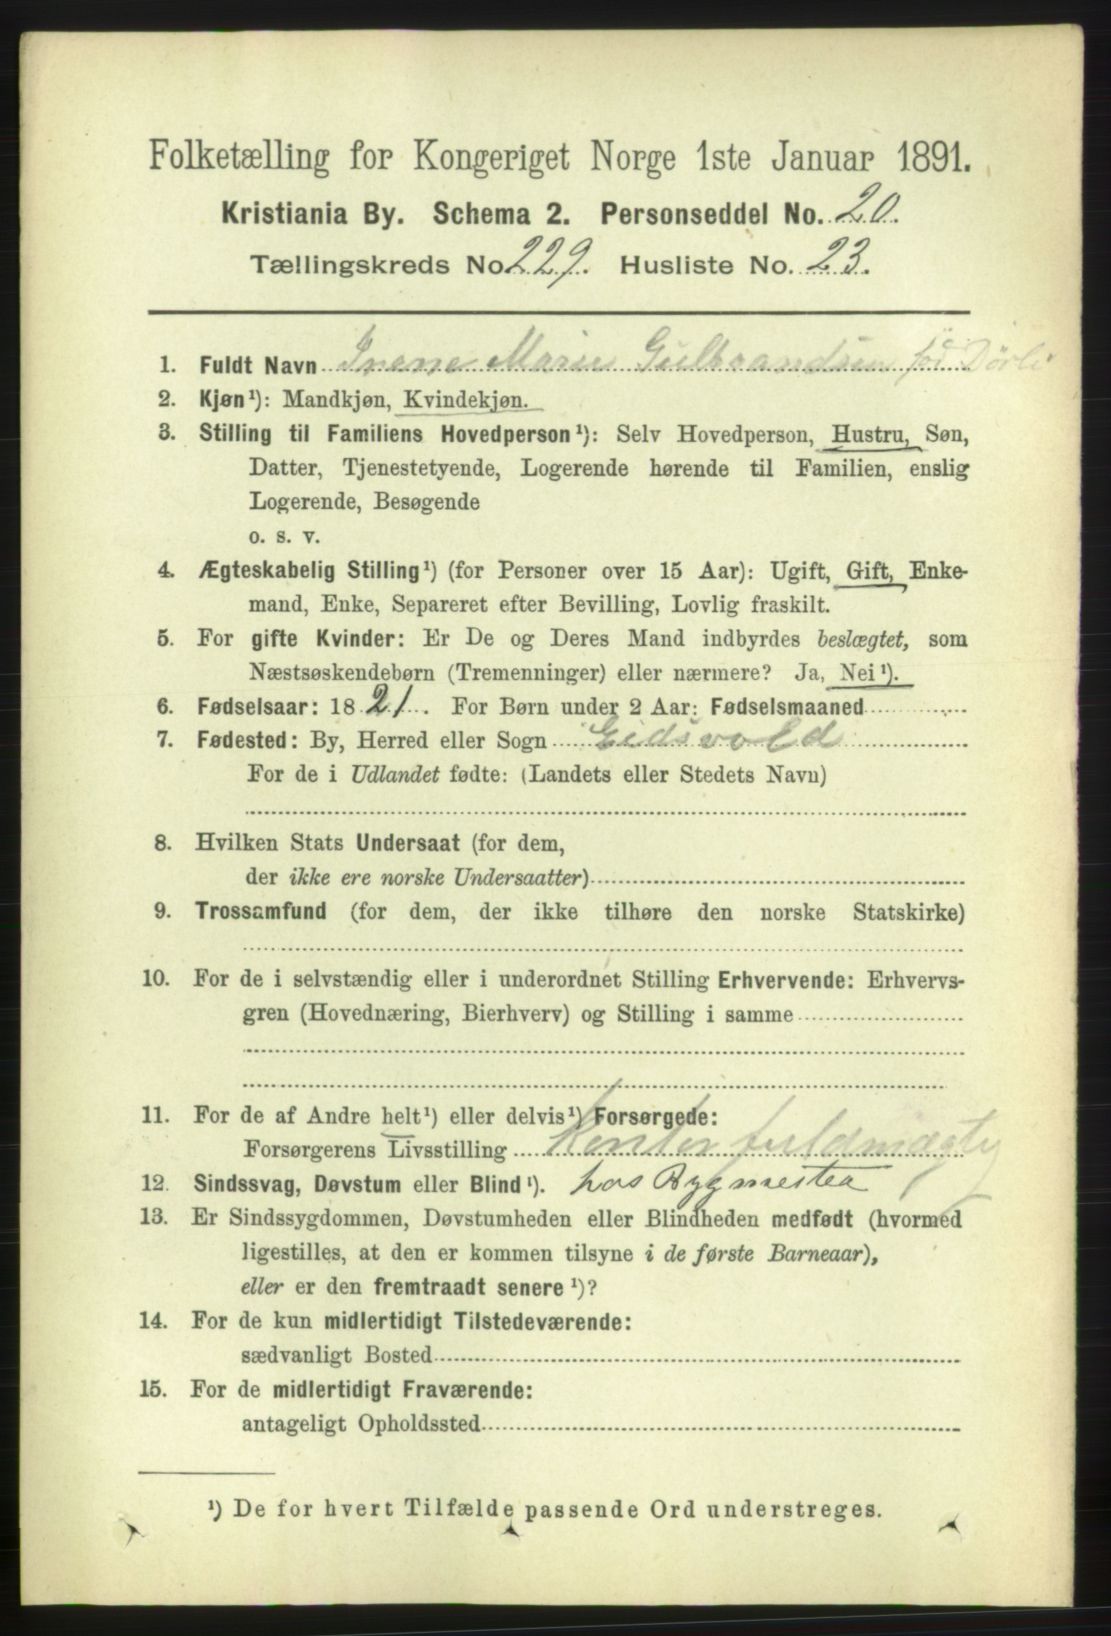 Folketælling for Kongeriget Norge 1ste Januar 1891.
Kristiania By. Schema 2. Personseddel No. 20.
Tællingskreds No. 229. Husliste No. 23.
1. Fuldt Navn Irene Marie Gulbrandsen fød Dørli
2. Kjøn¹): Mandkjøn, Kvindekjøn.
3. Stilling til Familiens Hovedperson¹): Selv Hovedperson, Hustru, Søn,
Datter, Tjenestetyende, Logerende hørende til Familien, enslig
Logerende, Besøgende
o. s. v.
4. Ægteskabelig Stilling¹) (for Personer over 15 Aar): Ugift, Gift, Enke-
mand, Enke, Separeret efter Bevilling, Lovlig fraskilt.
5. For gifte Kvinder: Er De og Deres Mand indbyrdes beslægtet, som
Næstsøskendebørn (Tremenninger) eller nærmere? Ja, Nei¹).
6. Fødselsaar: 1821. For Børn under 2 Aar: Fødselsmaaned
7. Fødested: By, Herred eller Sogn Eidsvold
For de i Udlandet fødte: (Landets eller Stedets Navn)
8. Hvilken Stats Undersaat (for dem,
der ikke ere norske Undersaatter)
9. Trossamfund (for dem, der ikke tilhøre den norske Statskirke)
10. For de i selvstændig eller i underordnet Stilling Erhvervende: Erhvervs-
gren (Hovednæring, Bierhverv) og Stilling i samme
11. For de af Andre helt¹) eller delvis¹) Forsørgede:
Forsørgerens Livsstilling Kontorfuldmægtig
12. Sindssvag, Døvstum eller Blind¹). hos Bygmester
13. Er Sindssygdommen, Døvstumheden eller Blindheden medfødt (hvormed
ligestilles, at den er kommen tilsyne i de første Barneaar),
eller er den fremtraadt senere¹)?
14. For de kun midlertidigt Tilstedeværende:
sædvanligt Bosted
15. For de midlertidigt Fraværende:
antageligt Opholdssted
¹) De for hvert Tilfælde passende Ord understreges.